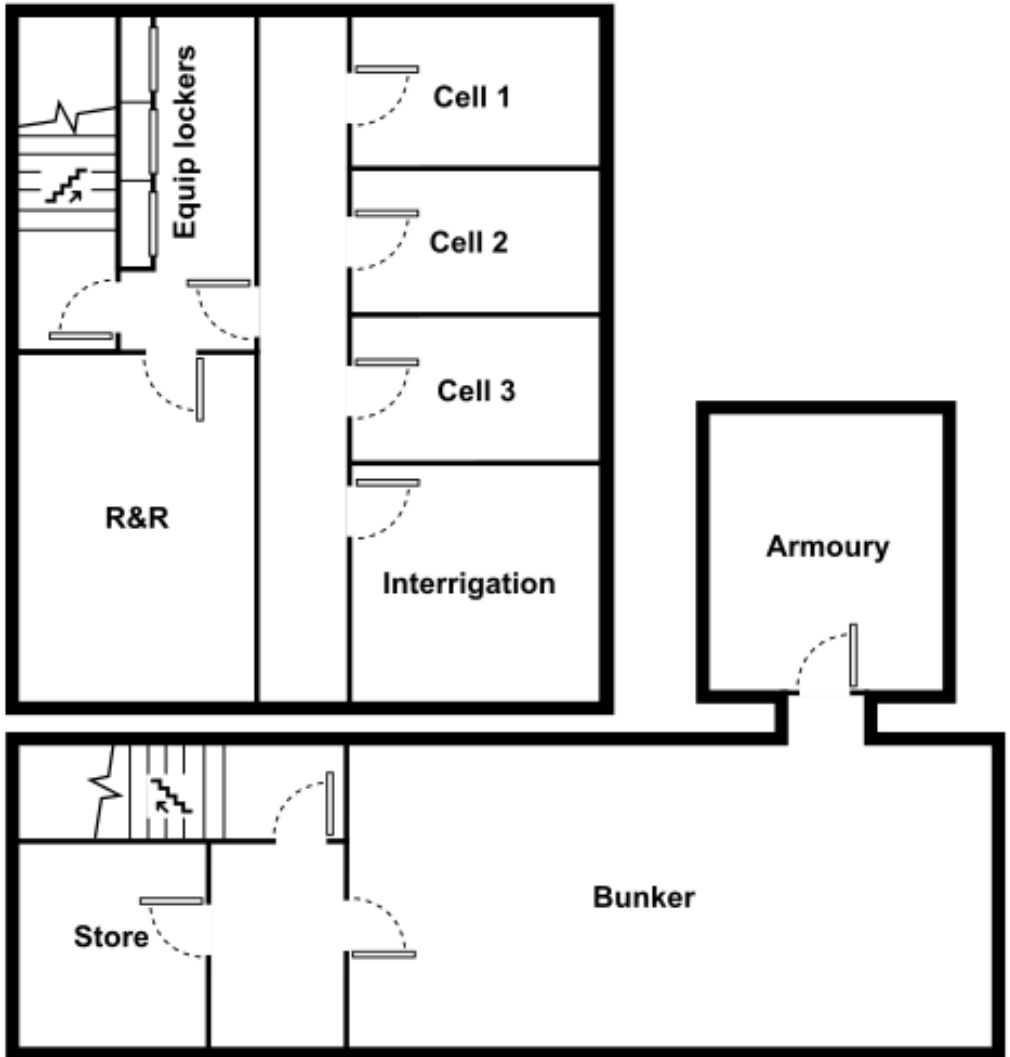 Equip lockers
Cell 1
Cell 2
Cell 3
R&R
Interrigation
Armoury
Store
Bunker